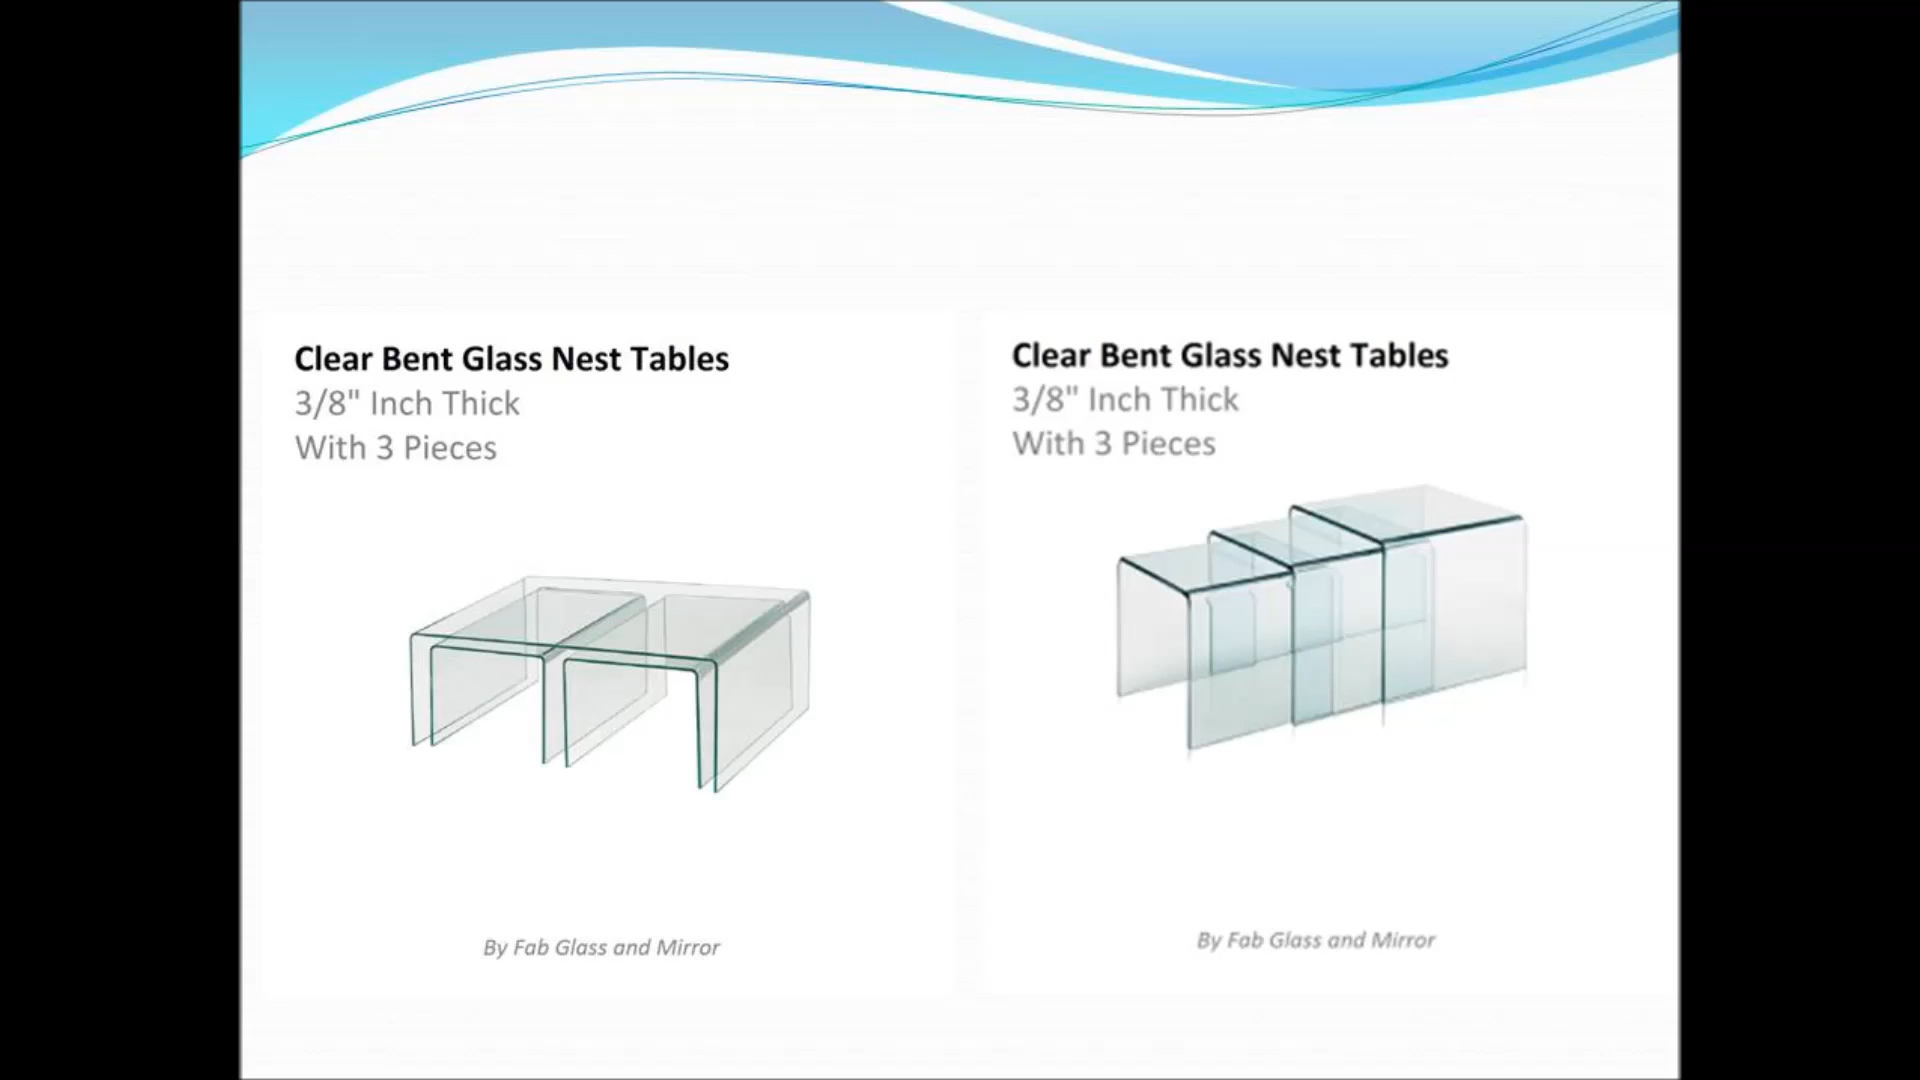 Clear Bent Glass Nest Tables
3/8" Inch Thick
With 3 Pieces
By Fab Glass and Mirror
Clear Bent Glass Nest Tables
3/8" Inch Thick
With 3 Pieces
By Fab Glass and Mirror